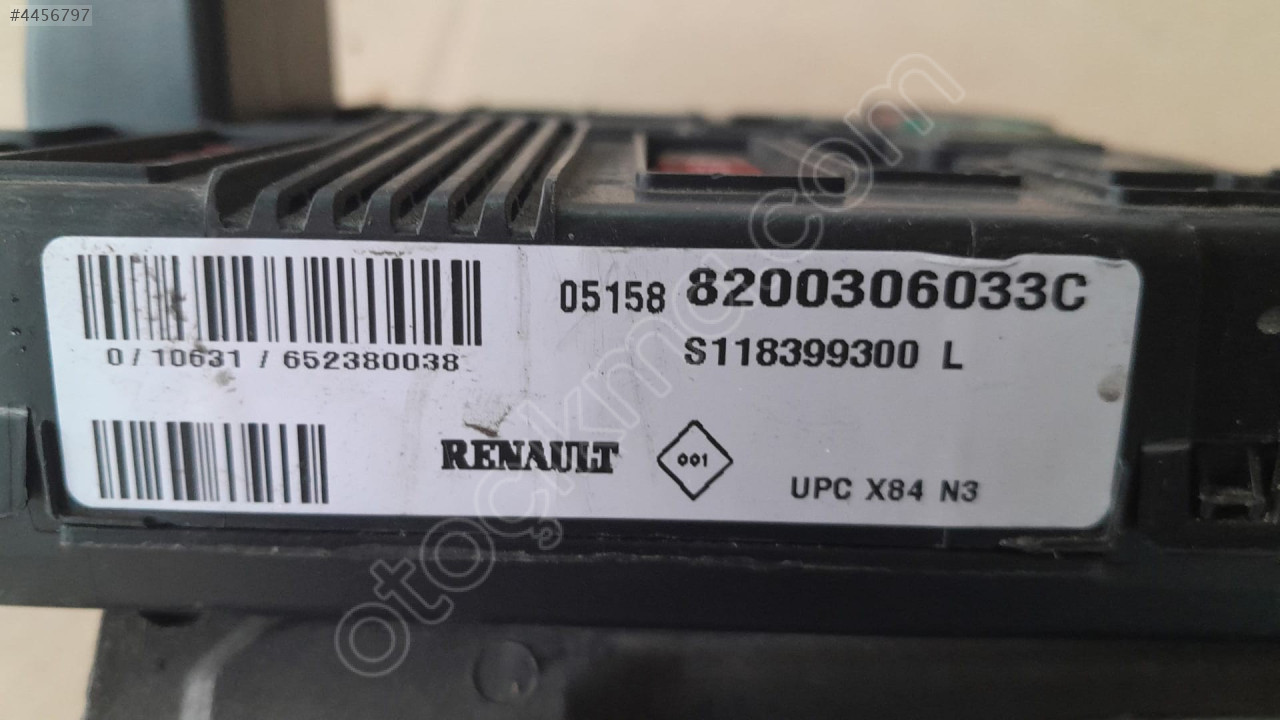 #4456797
05158 8200306033C
0/10631/652380038
S118399300 L
RENAULT
001
UPC X84 N3
otoçıkma.com